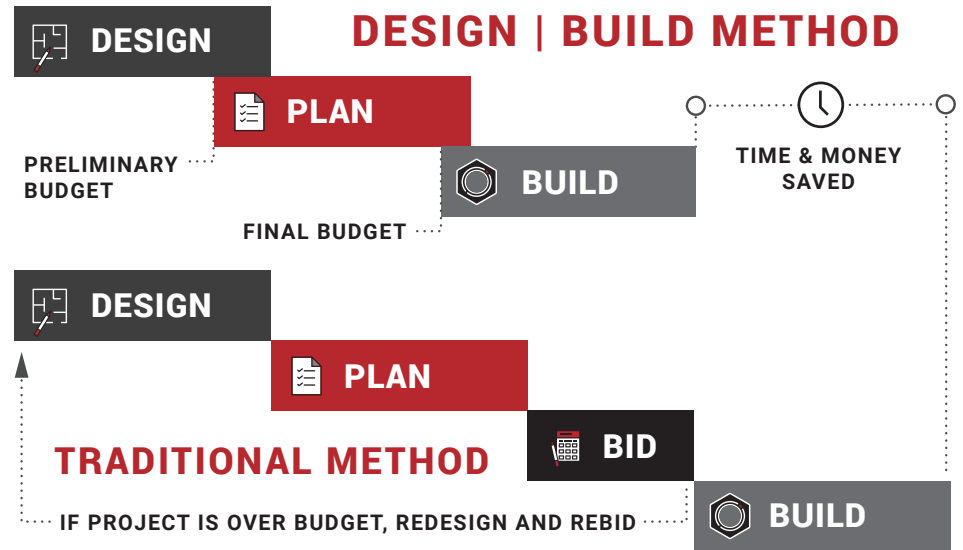 DESIGN | BUILD METHOD
DESIGN
PLAN
PRELIMINARY
BUDGET
BUILD
TIME & MONEY
SAVED
FINAL BUDGET
DESIGN
PLAN
BID
TRADITIONAL METHOD
IF PROJECT IS OVER BUDGET, REDESIGN AND REBID
BUILD